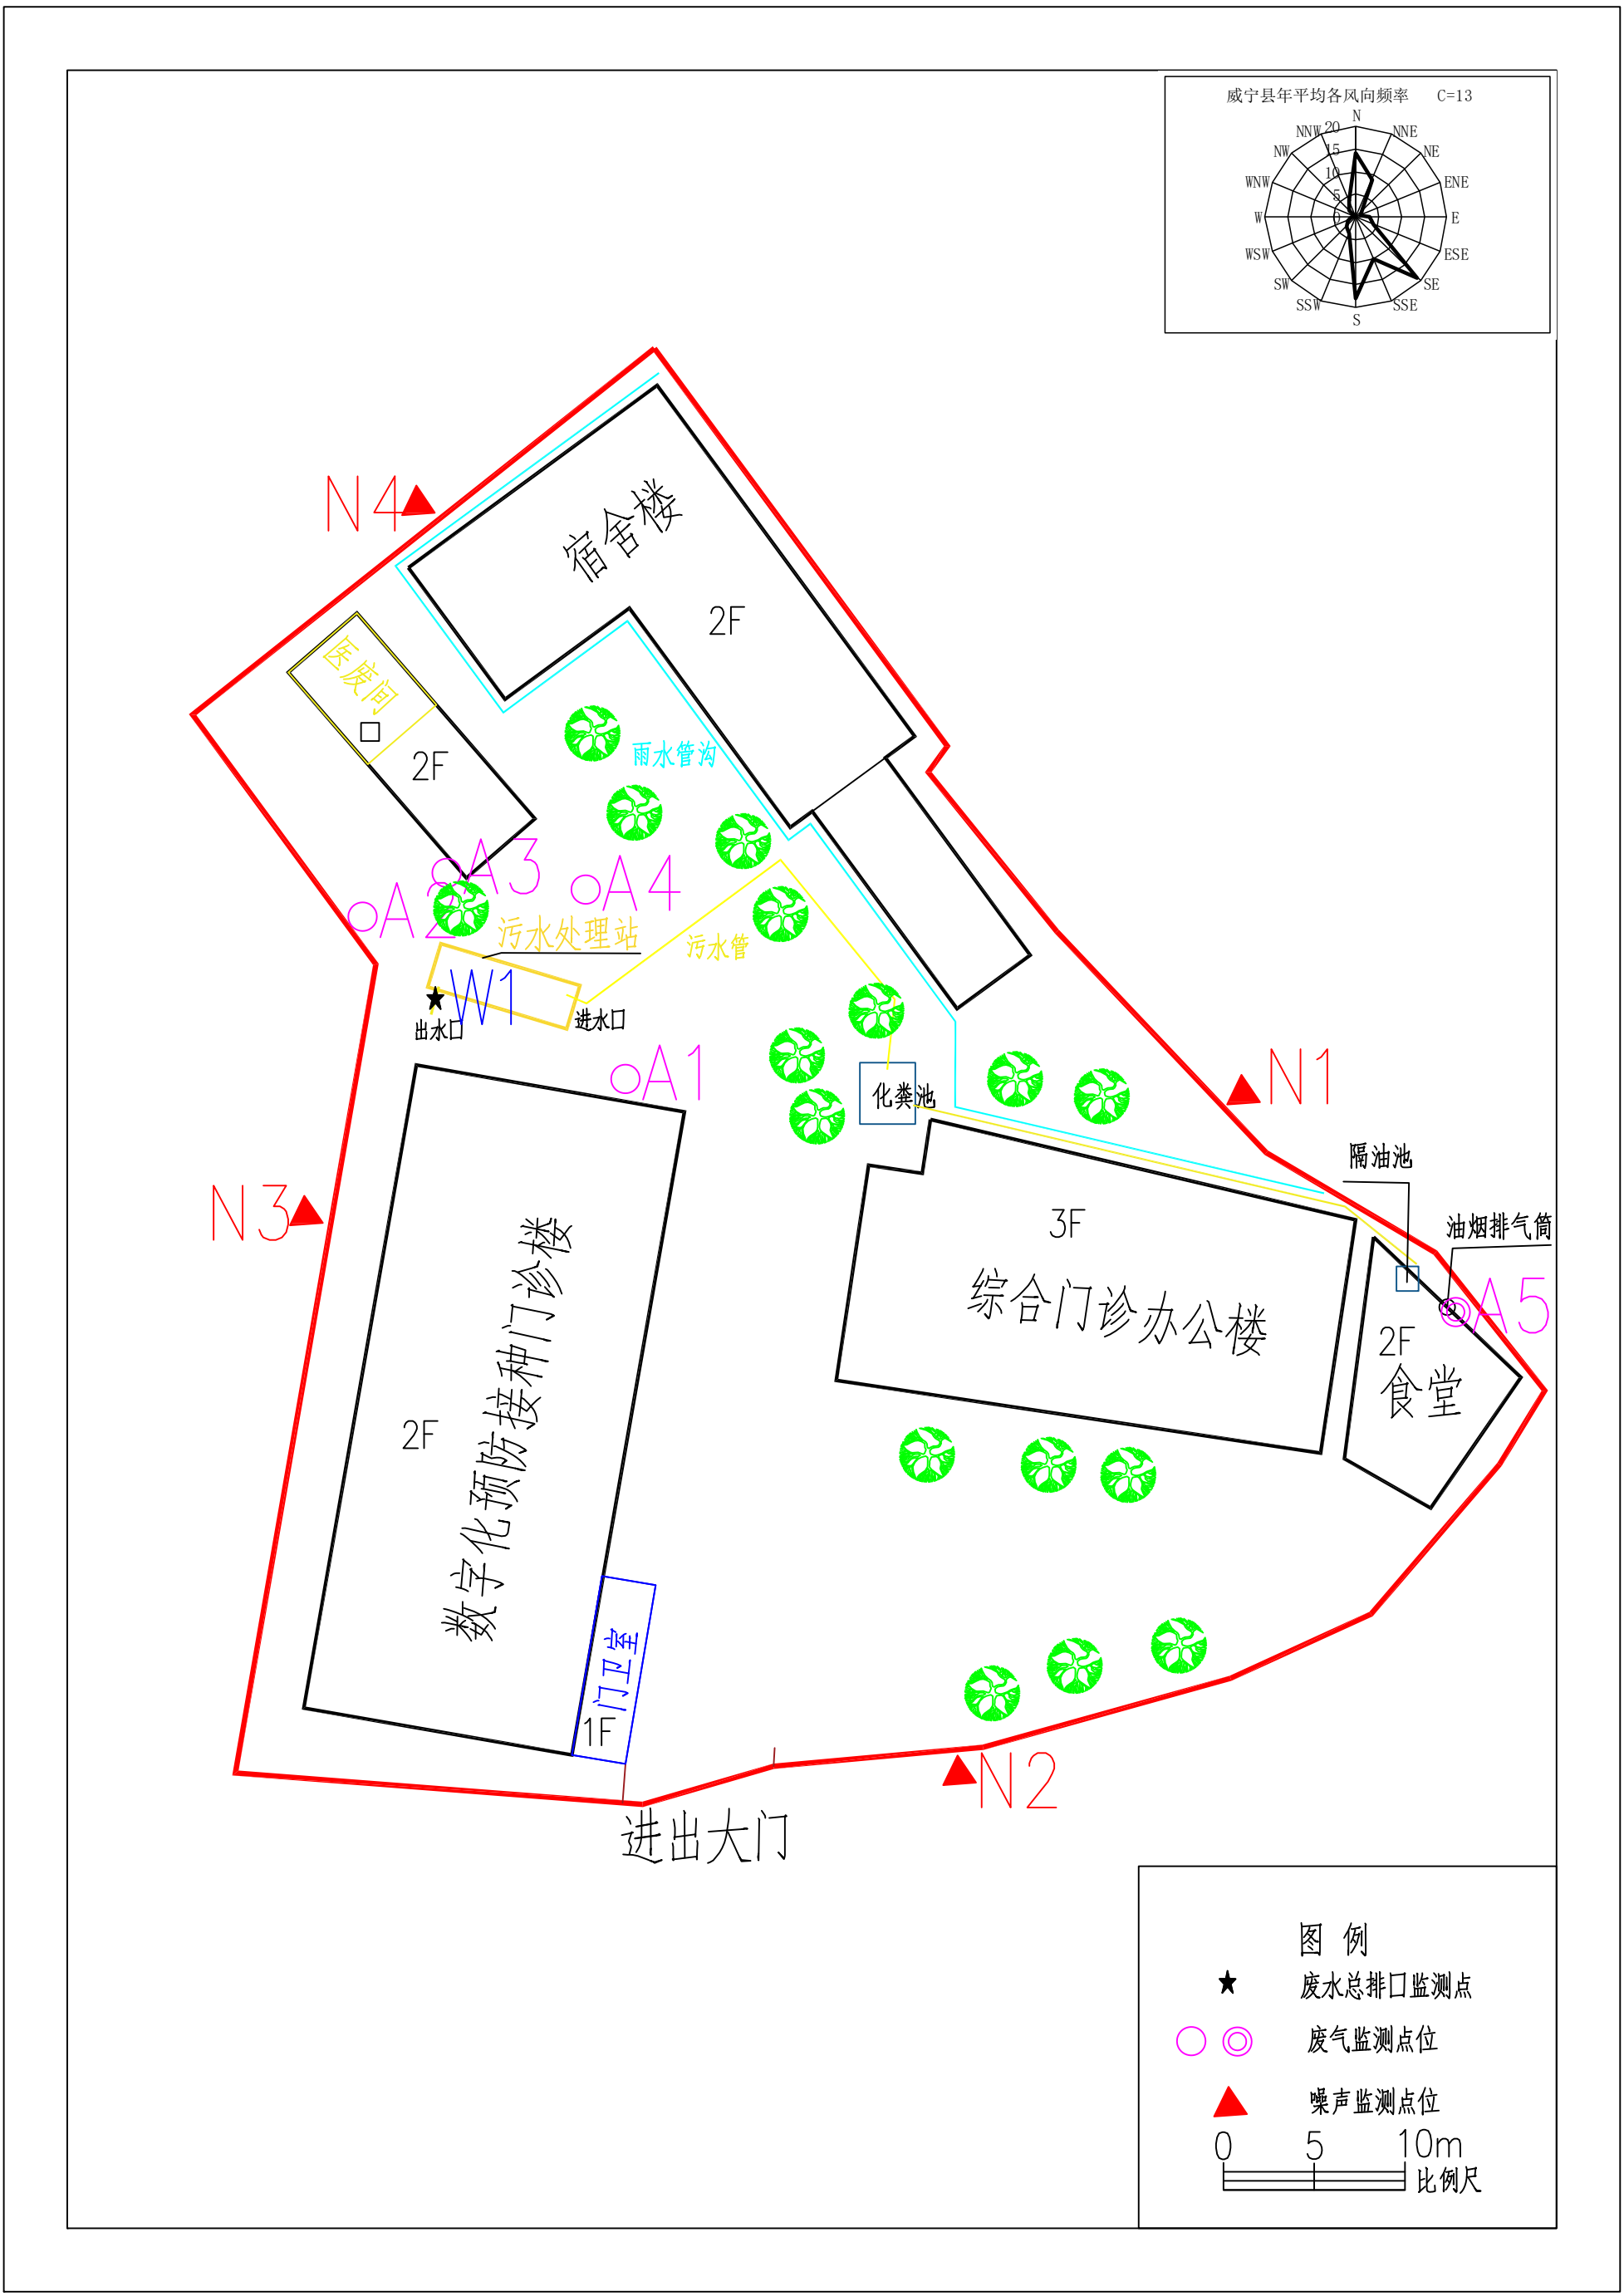 威宁县年平均各风向频率 C=13
N
NNW 20 NNE
NW 15 NE
WNW 10 ENE
5
W 0 E
WSW ESE
SW SE
SSW SSE
S
N4
宿舍楼
2F
医废间
2F
雨水管沟
A3
A4
A2
污水处理站
污水管
W1
出水口
进水口
A1
化粪池
N1
隔油池
N3
油烟排气筒
3F
综合门诊办公楼
A5
2F
食堂
数字化预防接种门诊楼
2F
门卫室
1F
N2
进出大门
图 例
废水总排口监测点
废气监测点位
噪声监测点位
0 5 10m
比例尺